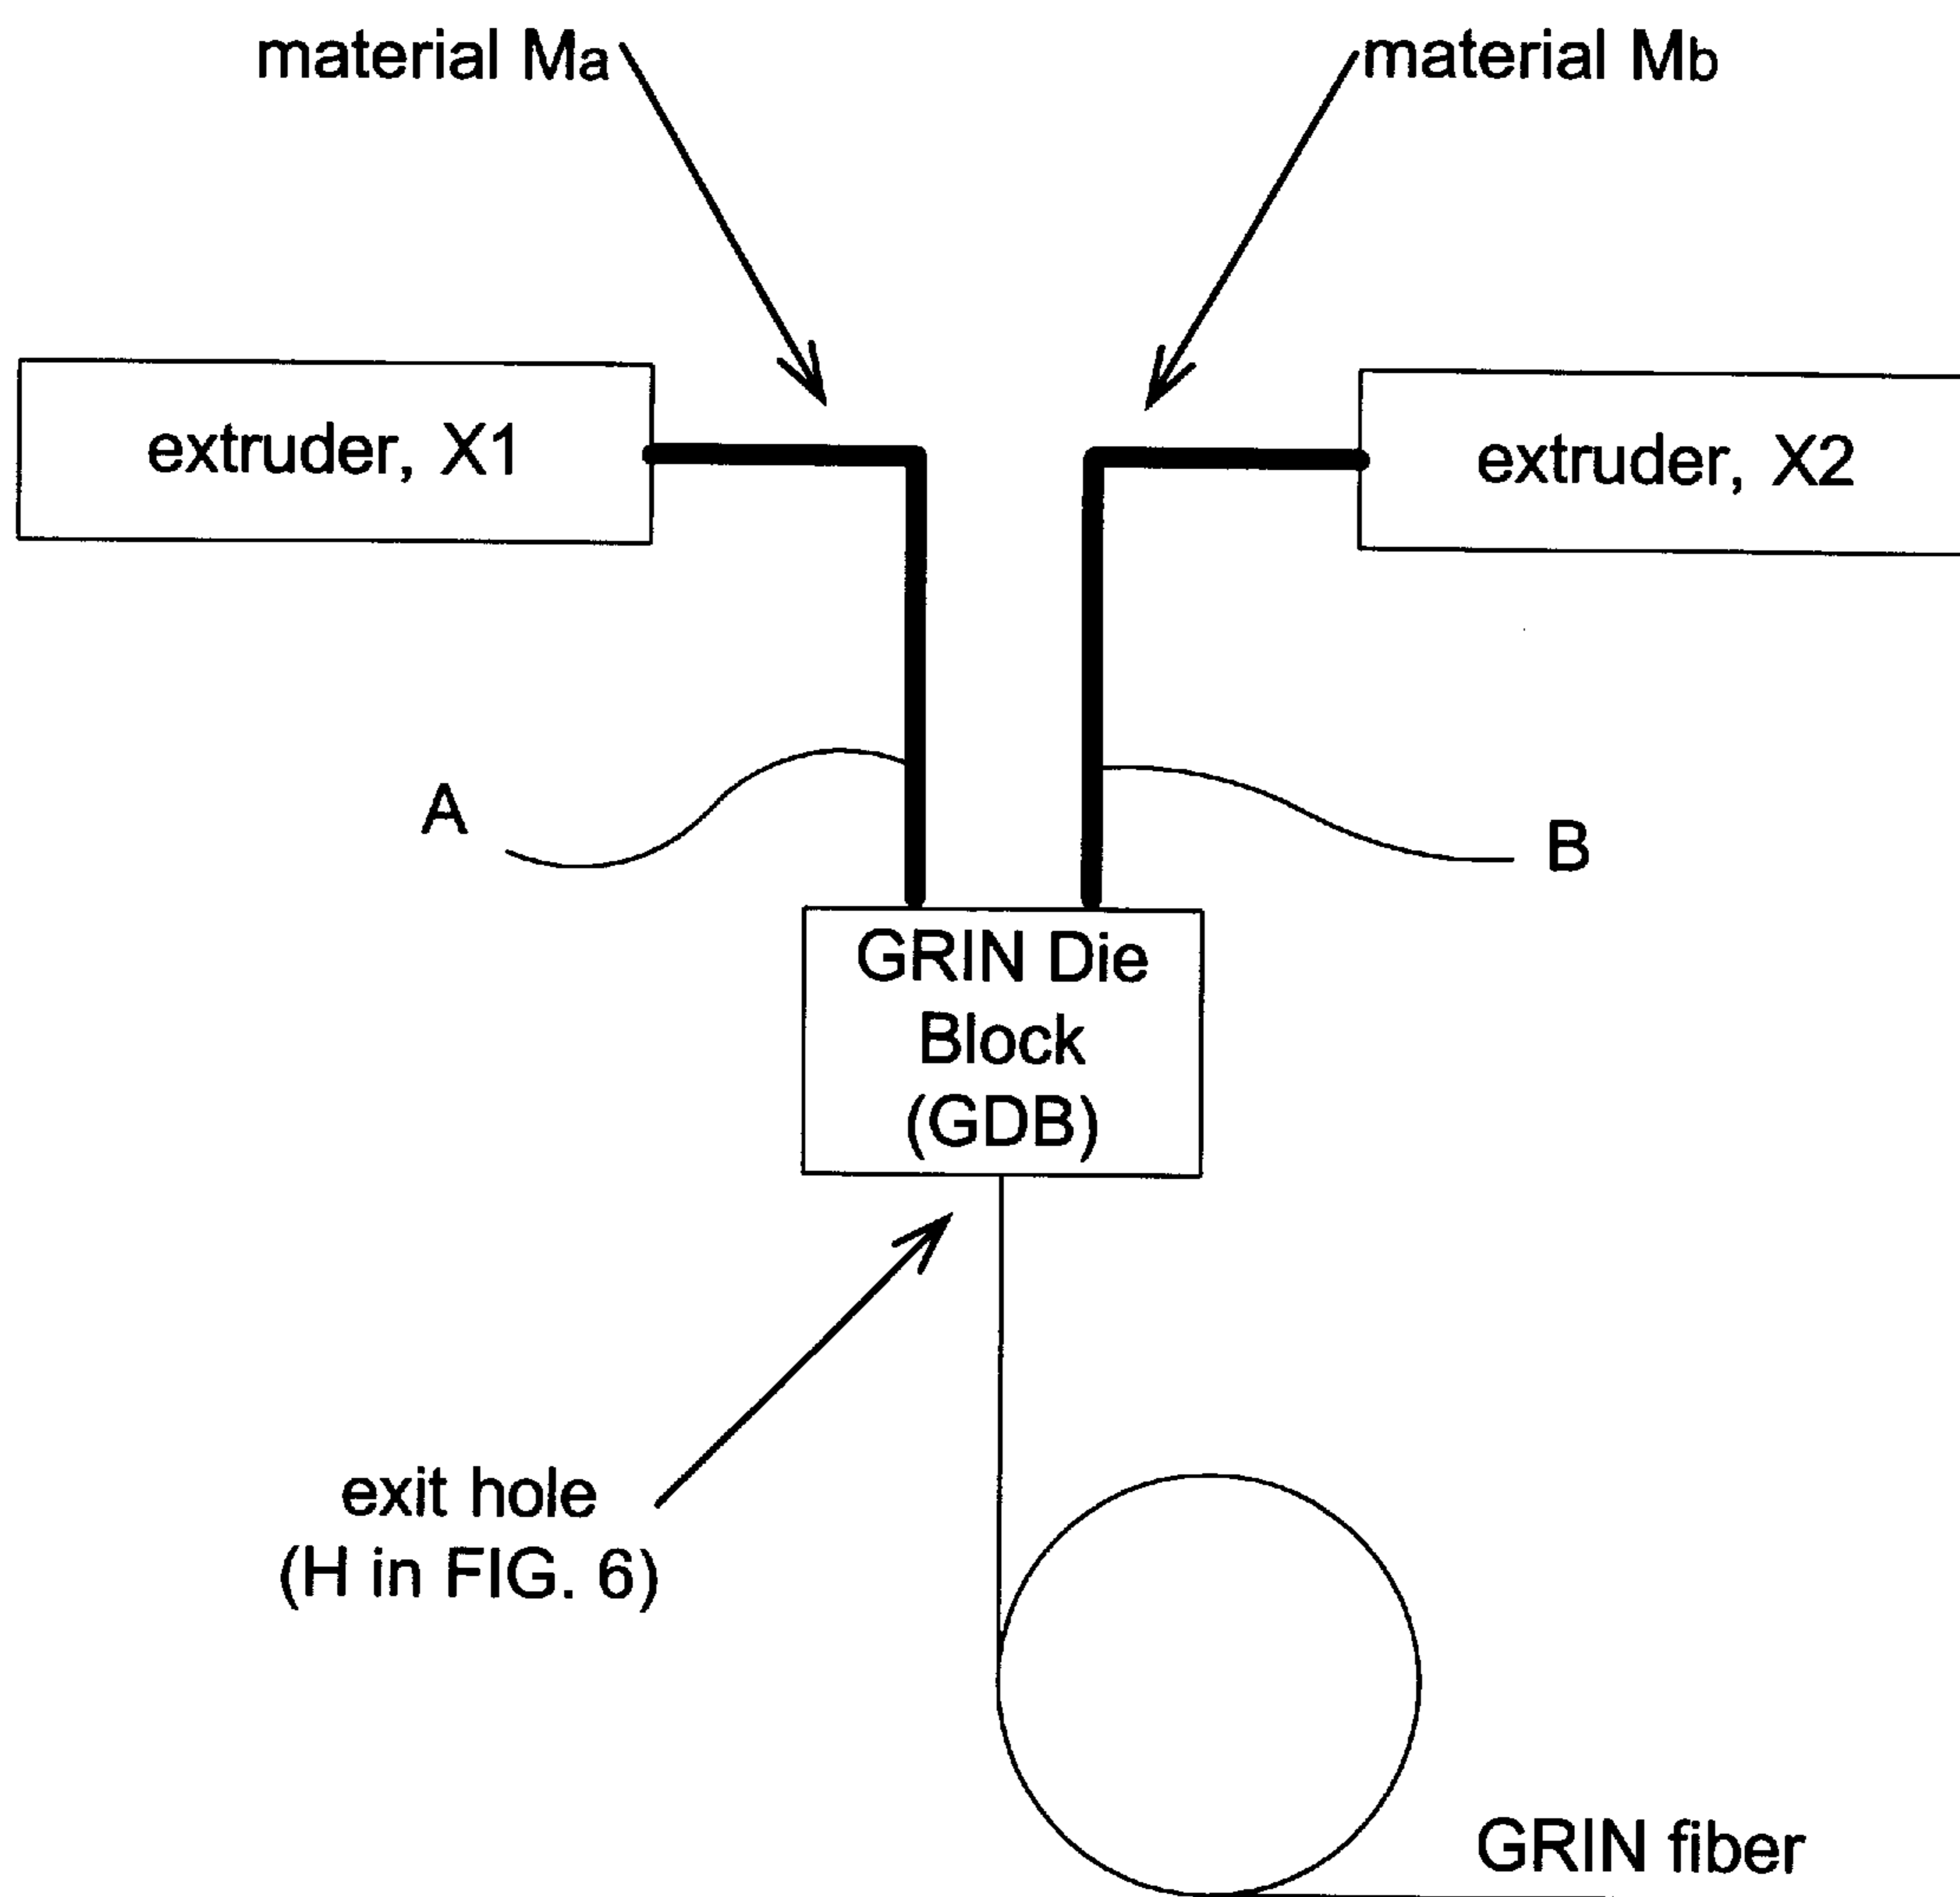 material Ma
material Mb
extruder, X1
extruder, X2
A
B
GRIN Die
Block
(GDB)
exit hole
(H in FIG. 6)
GRIN fiber